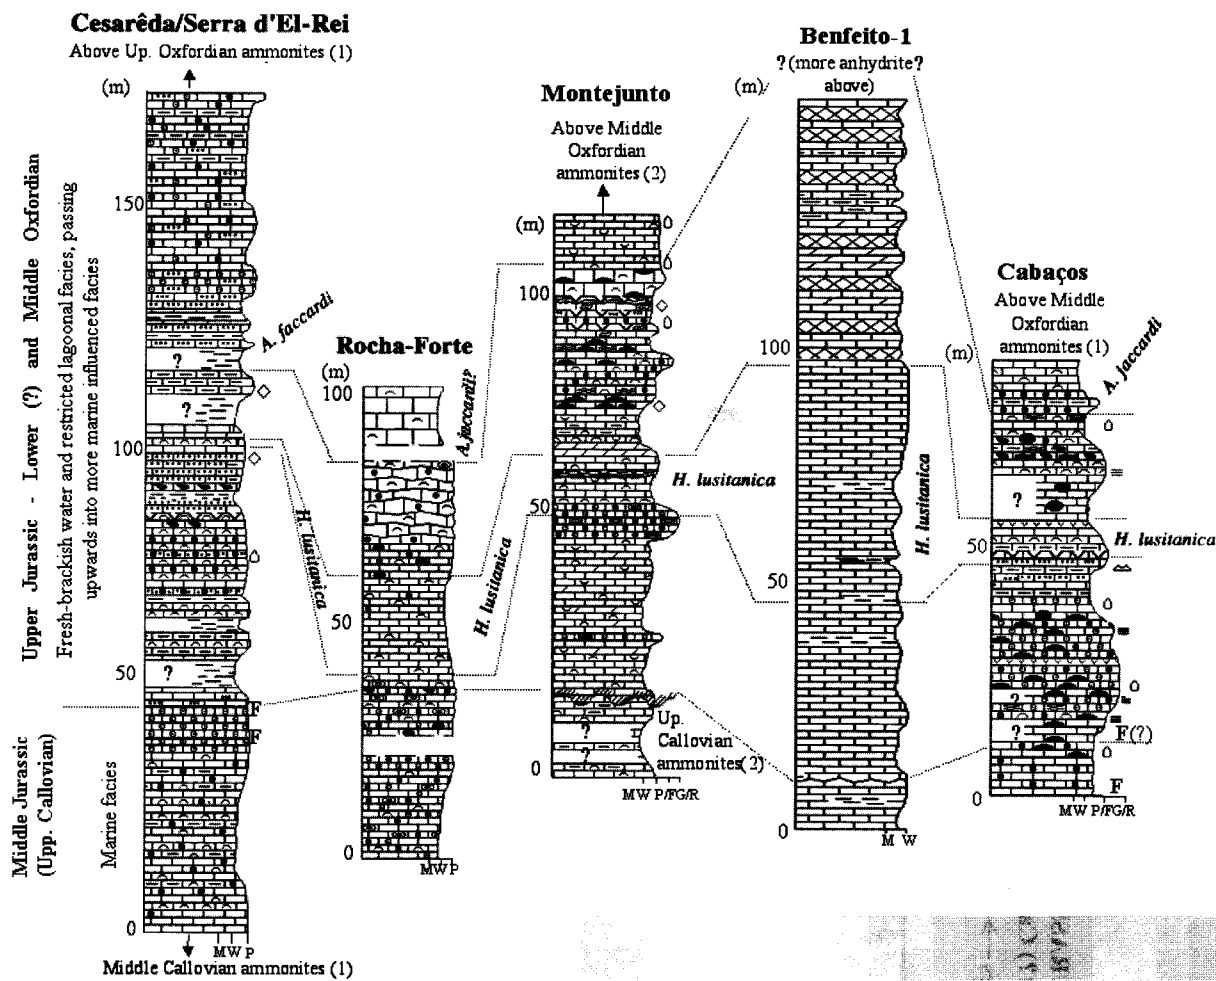 Cesarêda/Serra d'El-Rei
Above Up. Oxfordian ammonites (1)
(m)
150
100
50
0
A. faccardi
?
?
?
H. lusitanica
F
F
M W P
Middle Callovian ammonites (1)
Upper Jurassic - Lower (?) and Middle Oxfordian
Fresh-brackish water and restricted lagoonal facies, passing
upwards into more marine influenced facies
Middle Jurassic
(Upp. Callovian)
Marine facies
Rocha-Forte
(m)
100
50
0
A. jaccardi?
H. lusitanica
M W P
Montejunto
Above Middle
Oxfordian
ammonites (2)
(m)
100
50
0
H. lusitanica
?
?
Up.
Callovian
ammonites(2)
M W P/FG/R
Benfeito-1
? (more anhydrite ?
above)
(m)
100
50
0
H. lusitanica
M W
Cabaços
Above Middle
Oxfordian
ammonites (1)
(m)
A. jaccardi
?
50
H. lusitanica
?
?
F(?)
F
0
M W P/FG/R